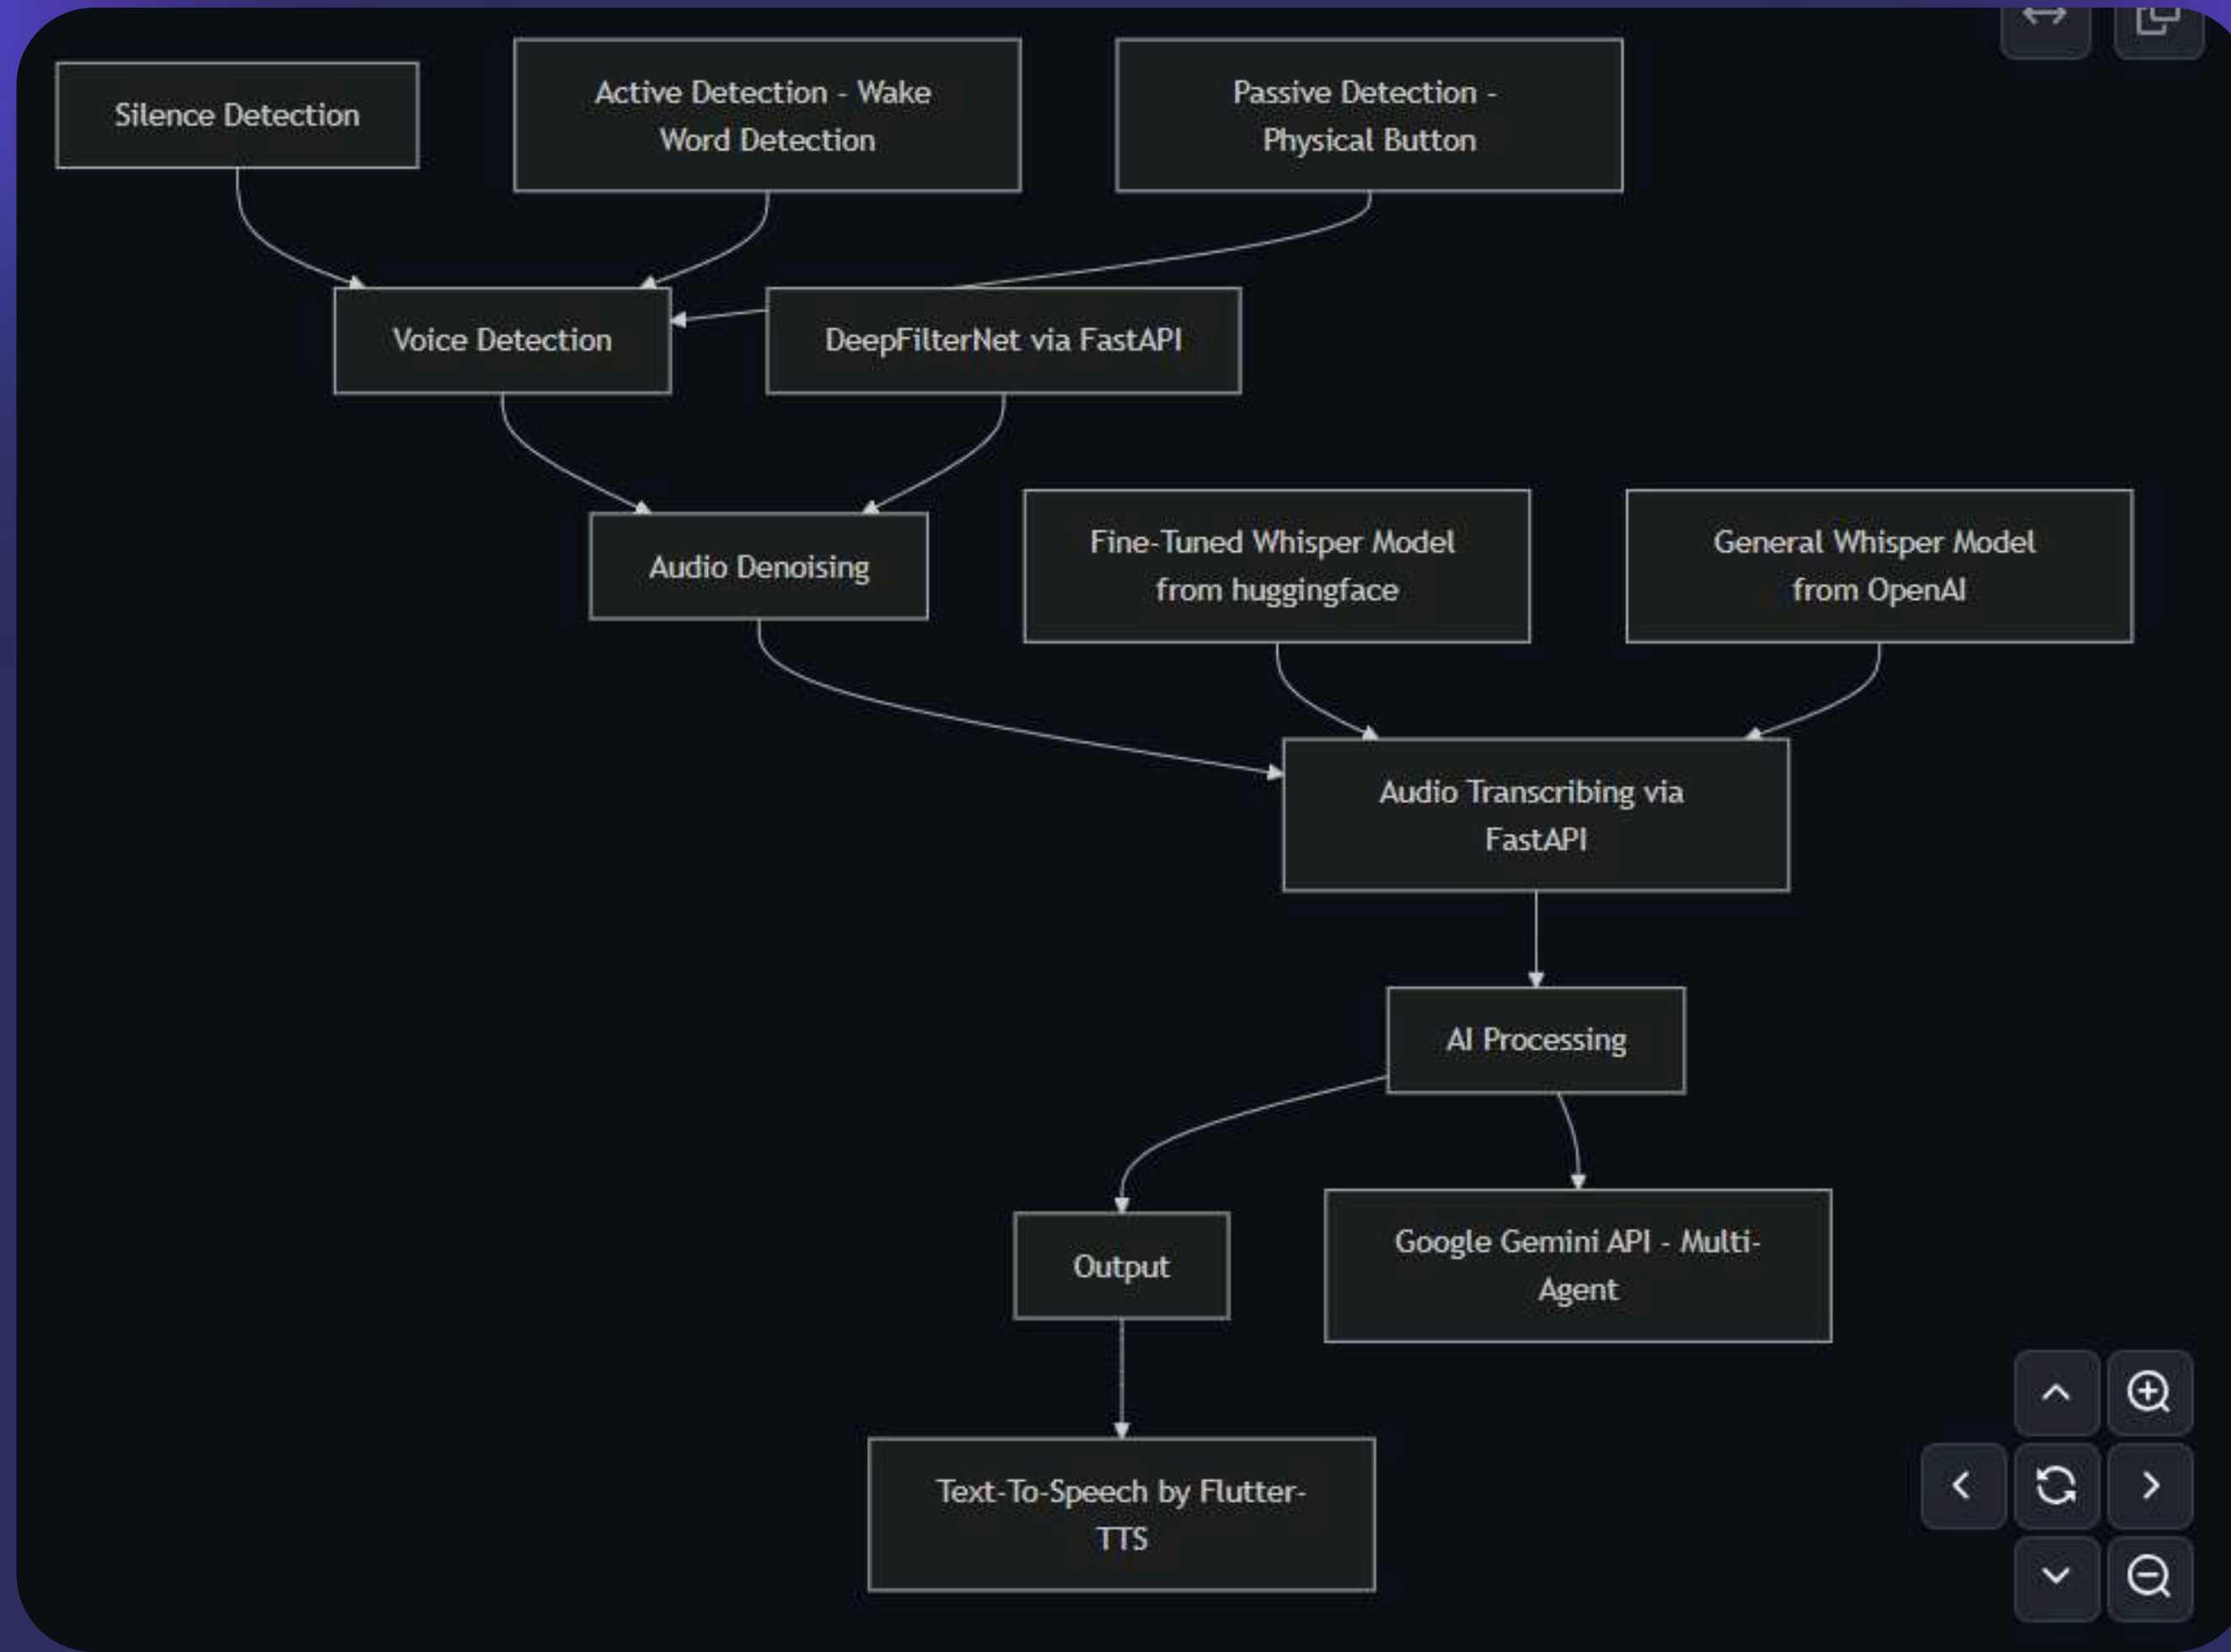 Silence Detection
Active Detection - Wake
Word Detection
Passive Detection -
Physical Button
Voice Detection
DeepFilterNet via FastAPI
Audio Denoising
Fine-Tuned Whisper Model
from huggingface
General Whisper Model
from OpenAI
Audio Transcribing via
FastAPI
AI Processing
Output
Google Gemini API - Multi-
Agent
Text-To-Speech by Flutter-
TTS